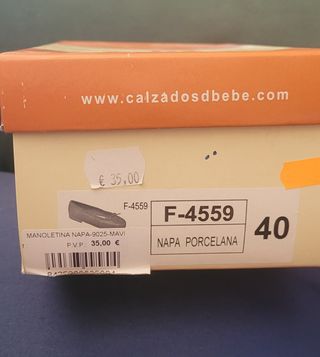 www.calzadosdbebe.com
€ 35,00
F-4559
F-4559
NAPA PORCELANA
40
MANOLETINA NAPA-9025-MAVI
P.V.P. 35,00 €